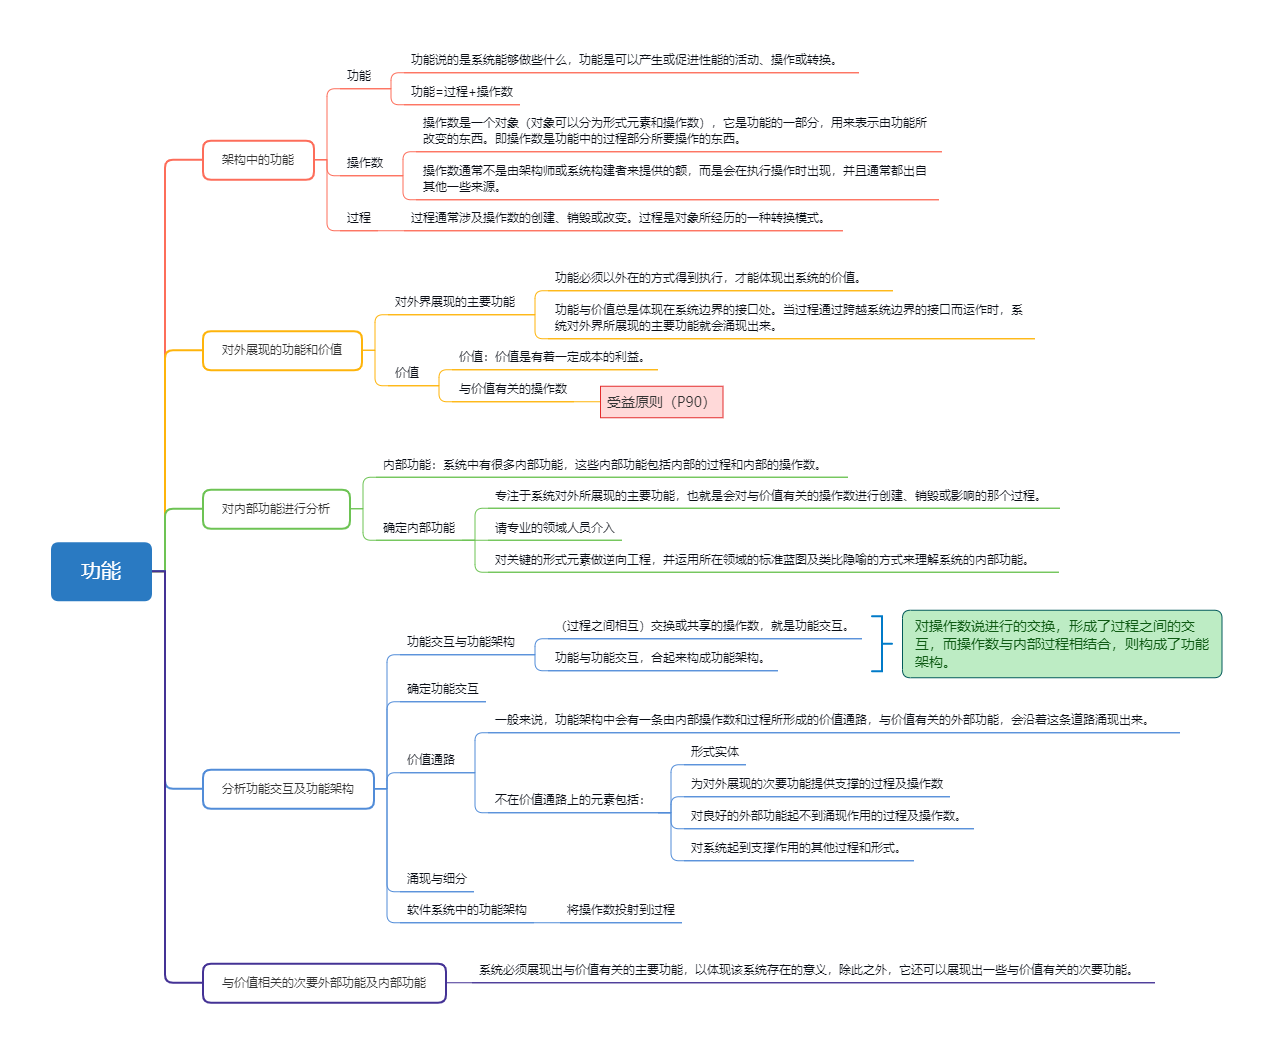 功能
架构中的功能
功能
功能说的是系统能够做些什么，功能是可以产生或促进性能的活动、操作或转换。
功能=过程+操作数
操作数
操作数是一个对象（对象可以分为形式元素和操作数），它是功能的一部分，用来表示由功能所
改变的东西。即操作数是功能中的过程部分所要操作的东西。
操作数通常不是由架构师或系统构建者来提供的额，而是会在执行操作时出现，并且通常都出自
其他一些来源。
过程
过程通常涉及操作数的创建、销毁或改变。过程是对象所经历的一种转换模式。
对外展现的功能和价值
对外界展现的主要功能
功能必须以外在的方式得到执行，才能体现出系统的价值。
功能与价值总是体现在系统边界的接口处。当过程通过跨越系统边界的接口而运作时，系
统对外界所展现的主要功能就会涌现出来。
价值
价值：价值是有着一定成本的利益。
与价值有关的操作数
受益原则（P90）
对内部功能进行分析
内部功能：系统中有很多内部功能，这些内部功能包括内部的过程和内部的操作数。
确定内部功能
专注于系统对外所展现的主要功能，也就是会对与价值有关的操作数进行创建、销毁或影响的那个过程。
请专业的领域人员介入
对关键的形式元素做逆向工程，并运用所在领域的标准蓝图及类比隐喻的方式来理解系统的内部功能。
分析功能交互及功能架构
功能交互与功能架构
（过程之间相互）交换或共享的操作数，就是功能交互。
功能与功能交互，合起来构成功能架构。
对操作数说进行的交换，形成了过程之间的交
互，而操作数与内部过程相结合，则构成了功能
架构。
确定功能交互
价值通路
一般来说，功能架构中会有一条由内部操作数和过程所形成的价值通路，与价值有关的外部功能，会沿着这条道路涌现出来。
不在价值通路上的元素包括：
形式实体
为对外展现的次要功能提供支撑的过程及操作数
对良好的外部功能起不到涌现作用的过程及操作数。
对系统起到支撑作用的其他过程和形式。
涌现与细分
软件系统中的功能架构
将操作数投射到过程
与价值相关的次要外部功能及内部功能
系统必须展现出与价值有关的主要功能，以体现该系统存在的意义，除此之外，它还可以展现出一些与价值有关的次要功能。